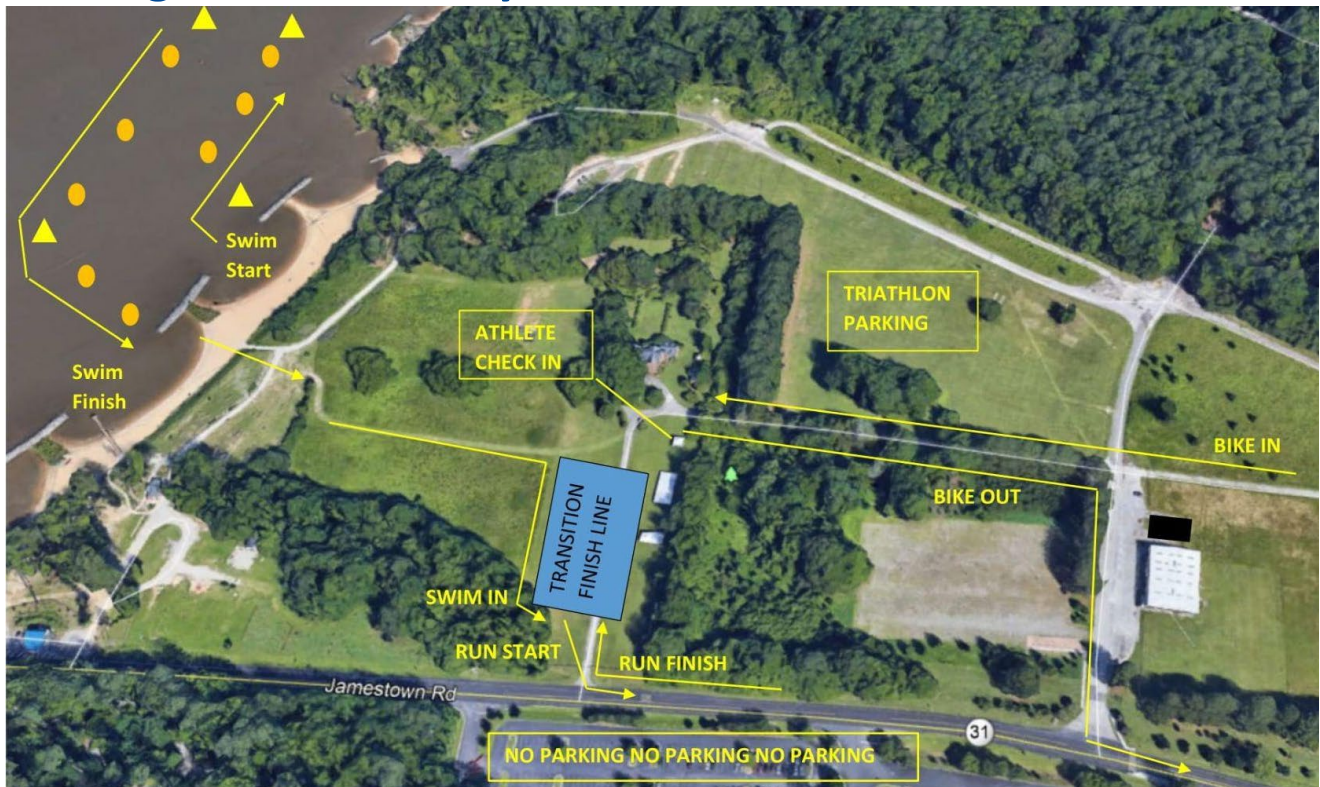 Swim
Start
Swim
Finish
ATHLETE
CHECK IN
TRIATHLON
PARKING
BIKE IN
BIKE OUT
TRANSITION
FINISH LINE
SWIM IN
RUN START
RUN FINISH
Jamestown Rd
31
NO PARKING NO PARKING NO PARKING